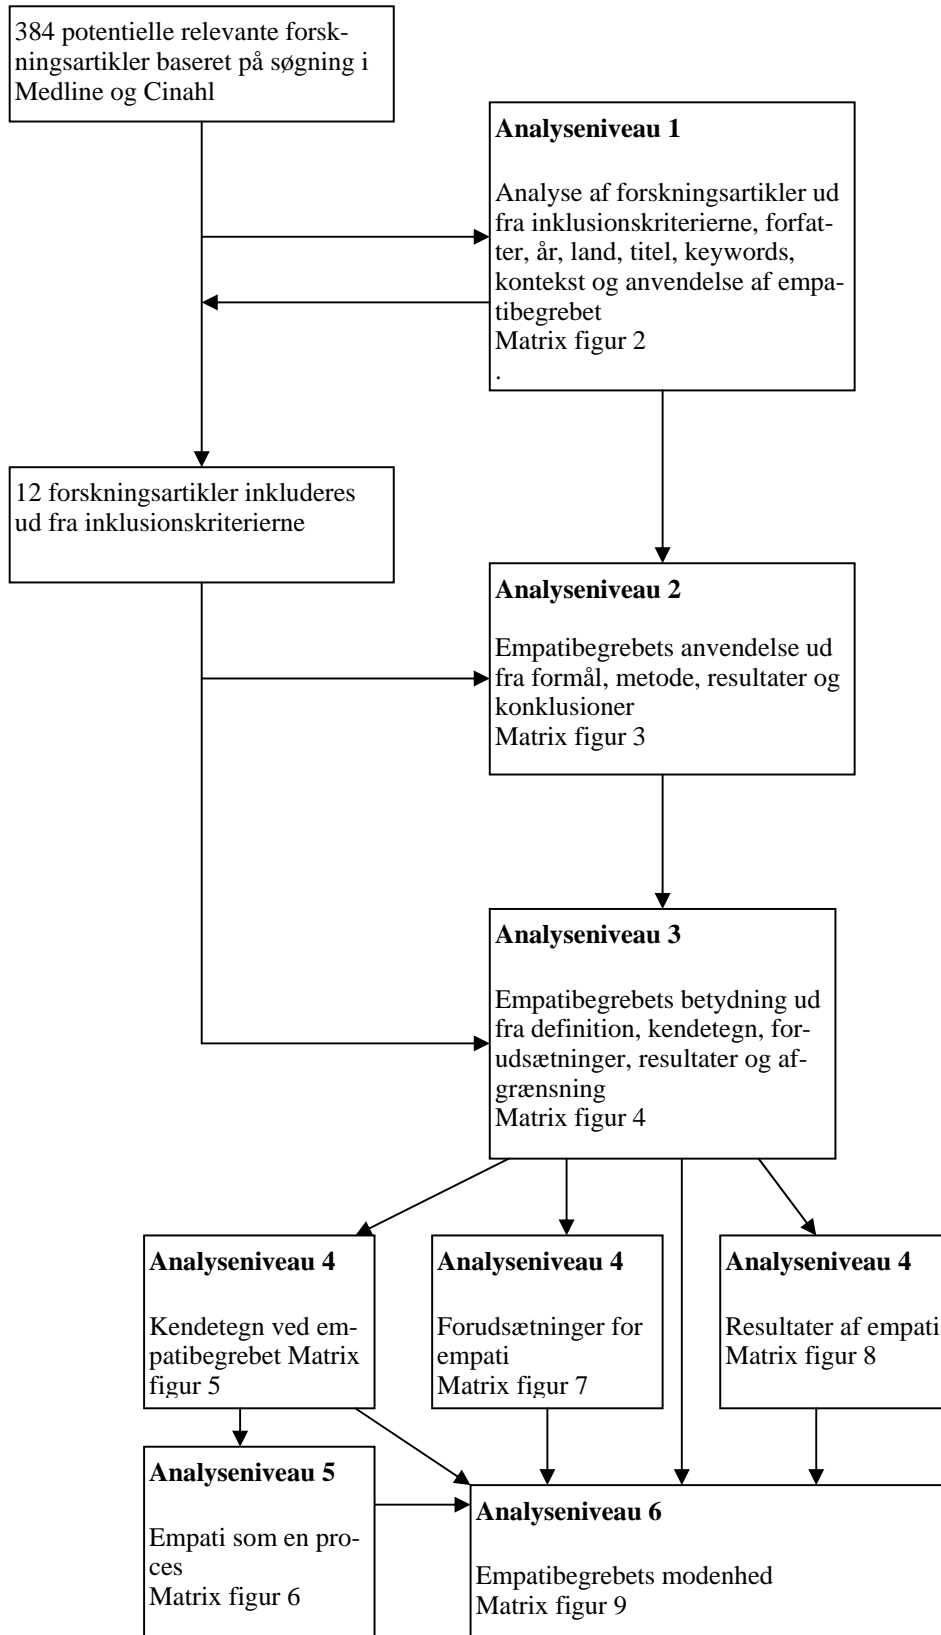 384 potentielle relevante forsk-
ningsartikler baseret på søgning i
Medline og Cinahl
Analyseniveau 1
Analyse af forskningsartikler ud
fra inklusionskriterierne, forfat-
ter, år, land, titel, keywords,
kontekst og anvendelse af empa-
tibegrebet
Matrix figur 2
.
12 forskningsartikler inkluderes
ud fra inklusionskriterierne
Analyseniveau 2
Empatibegrebets anvendelse ud
fra formål, metode, resultater og
konklusioner
Matrix figur 3
Analyseniveau 3
Empatibegrebets betydning ud
fra definition, kendetegn, for-
udsætninger, resultater og af-
grænsning
Matrix figur 4
Analyseniveau 4
Kendetegn ved em-
patibegrebet Matrix
figur 5
Analyseniveau 4
Forudsætninger for
empati
Matrix figur 7
Analyseniveau 4
Resultater af empati
Matrix figur 8
Analyseniveau 5
Empati som en pro-
ces
Matrix figur 6
Analyseniveau 6
Empatibegrebets modenhed
Matrix figur 9